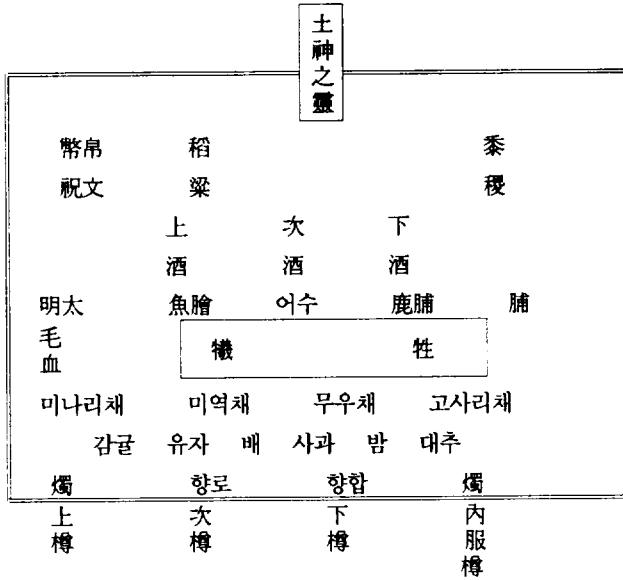 土神之靈
幣帛 稻 黍
祝文 粱 稷
上酒 次酒 下酒
明太 魚膾 어수 鹿脯 脯
毛血 犧 牲
미나리채 미역채 무우채 고사리채
감귤 유자 배 사과 밤 대추
燭 향로 향합 燭
上樽 次樽 下樽 內服樽